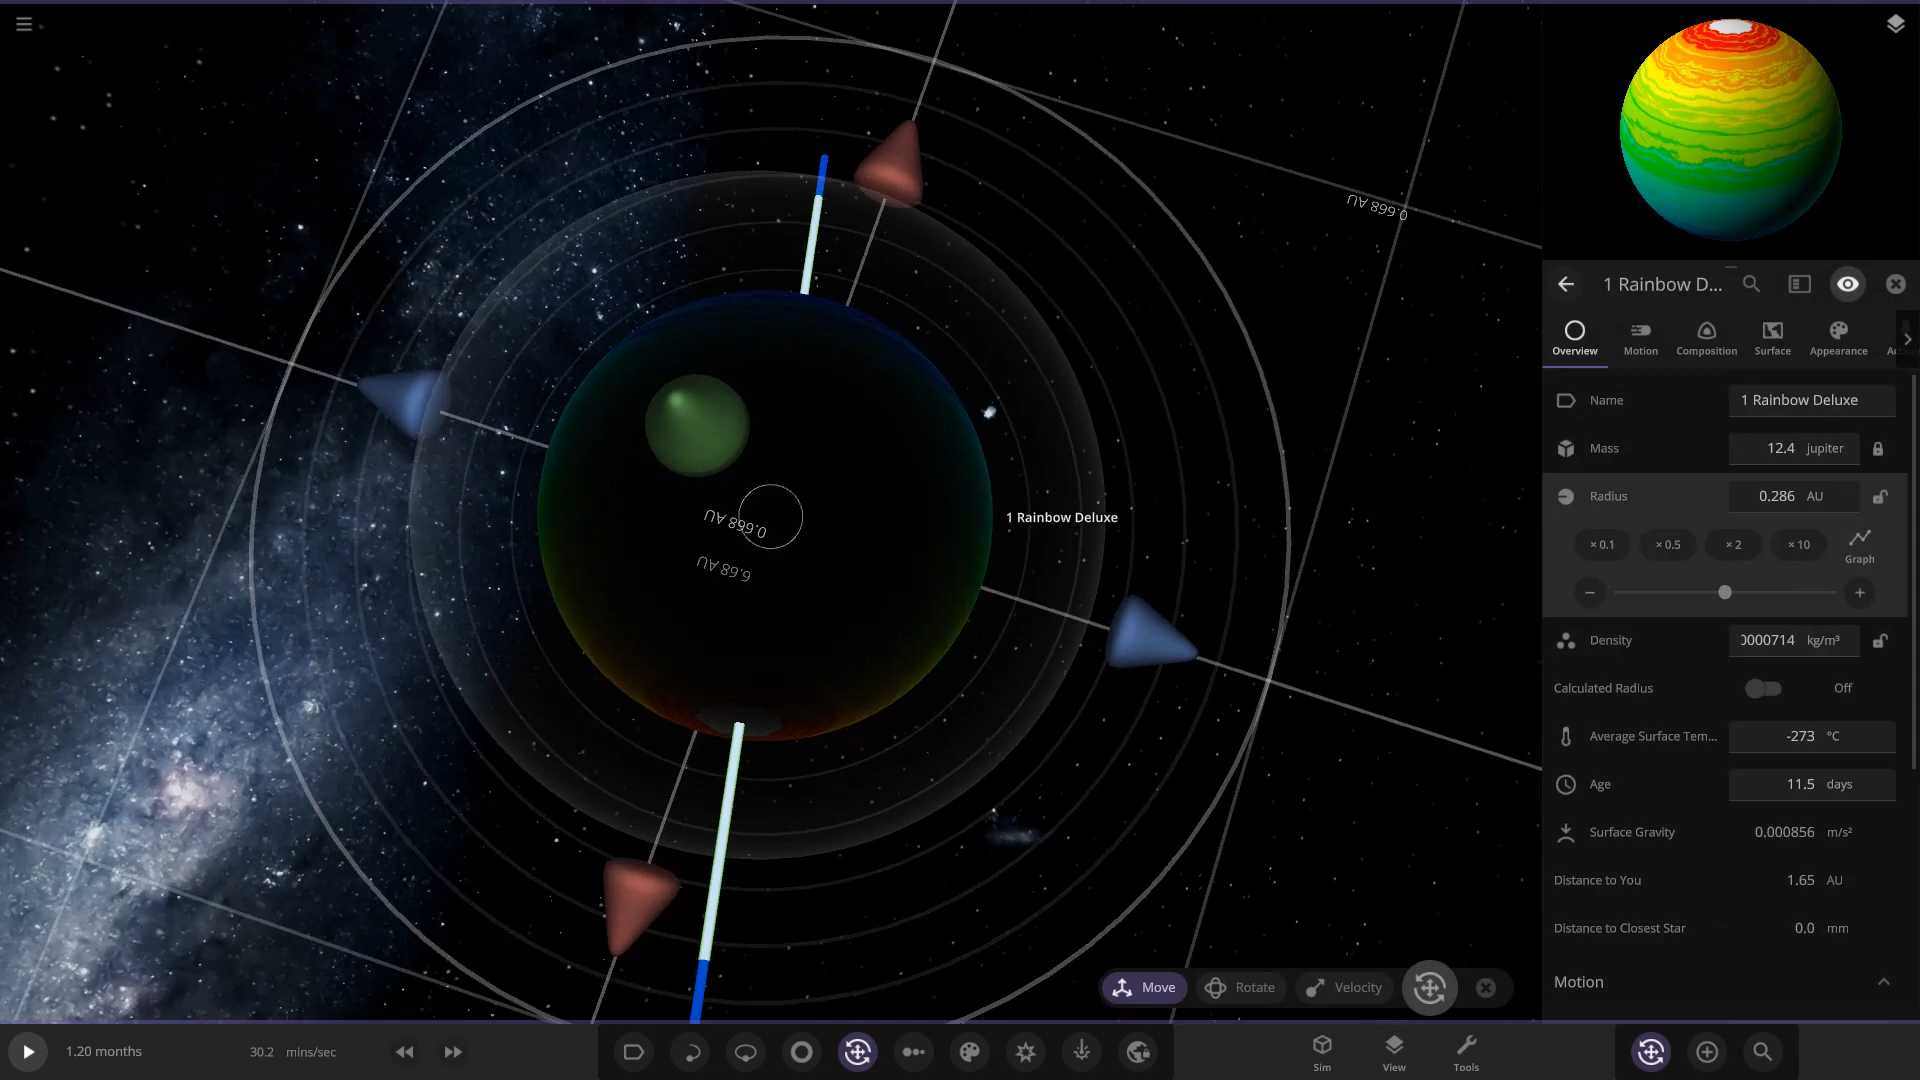 0.668 AU
0.668 AU
6.68 AU
1 Rainbow Deluxe
1 Rainbow D...
Overview
Motion
Composition
Surface
Appearance
Name
1 Rainbow Deluxe
Mass
12.4 jupiter
Radius
0.286 AU
× 0.1
× 0.5
× 2
× 10
Graph
Density
0000714 kg/m³
Calculated Radius
Off
Average Surface Tem...
-273 °C
Age
11.5 days
Surface Gravity
0.000856 m/s²
Distance to You
1.65 AU
Distance to Closest Star
0.0 mm
Motion
Move
Rotate
Velocity
1.20 months
30.2 mins/sec
Sim
View
Tools